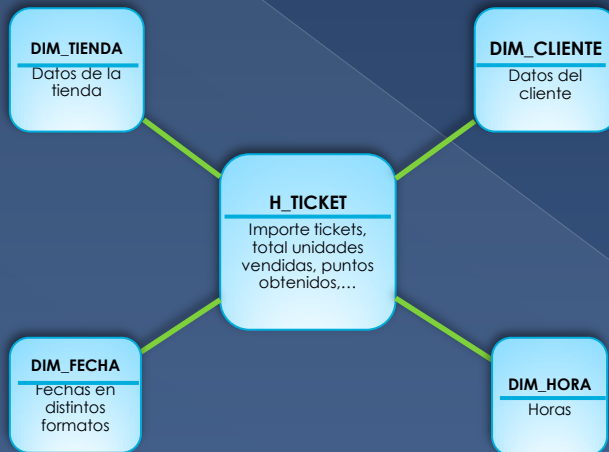 DIM_TIENDA
Datos de la
tienda
DIM_CLIENTE
Datos del
cliente
H_TICKET
Importe tickets,
total unidades
vendidas, puntos
obtenidos,...
DIM_FECHA
Fechas en
distintos
formatos
DIM_HORA
Horas